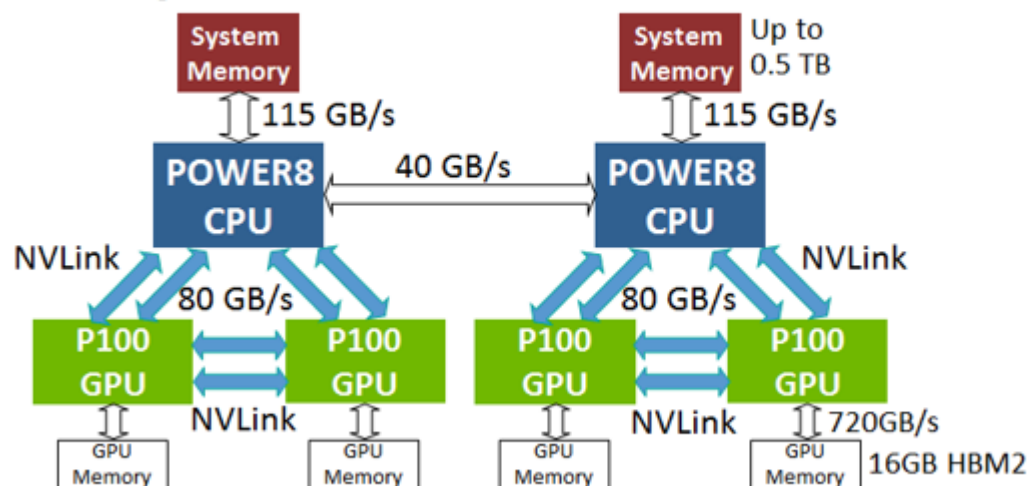 System
Memory
System
Memory
Up to
0.5 TB
115 GB/s
115 GB/s
POWER8
CPU
40 GB/s
POWER8
CPU
NVLink
NVLink
80 GB/s
80 GB/s
P100
GPU
P100
GPU
P100
GPU
P100
GPU
NVLink
NVLink
720GB/s
GPU
Memory
GPU
Memory
GPU
Memory
GPU
Memory
16GB HBM2